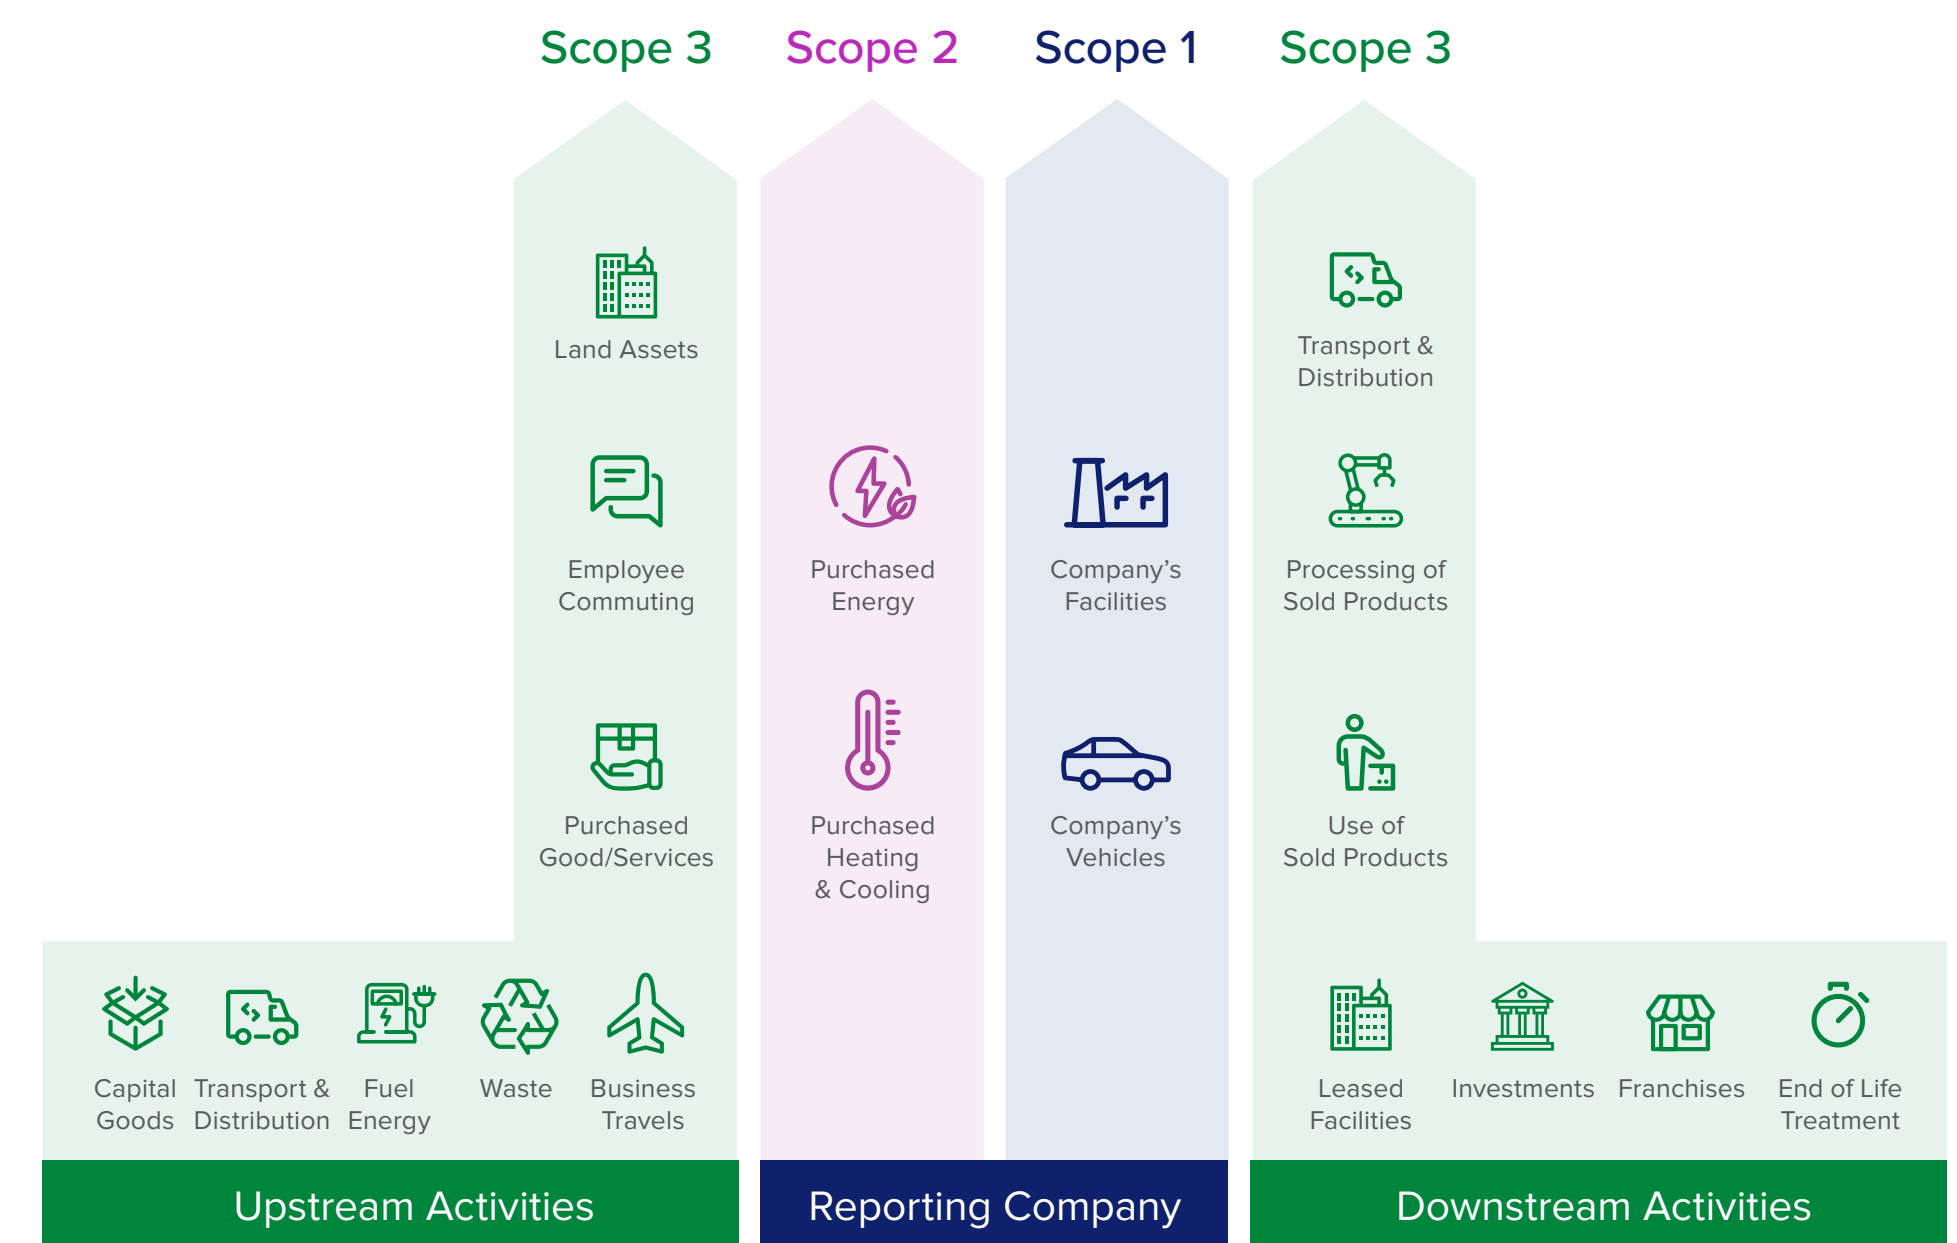 Scope 3
Scope 2
Scope 1
Scope 3
Land Assets
Employee
Commuting
Purchased
Good/Services
Capital
Goods
Transport &
Distribution
Fuel
Energy
Waste
Business
Travels
Upstream Activities
Purchased
Energy
Purchased
Heating
& Cooling
Company’s
Facilities
Company’s
Vehicles
Reporting Company
Transport &
Distribution
Processing of
Sold Products
Use of
Sold Products
Leased
Facilities
Investments
Franchises
End of Life
Treatment
Downstream Activities